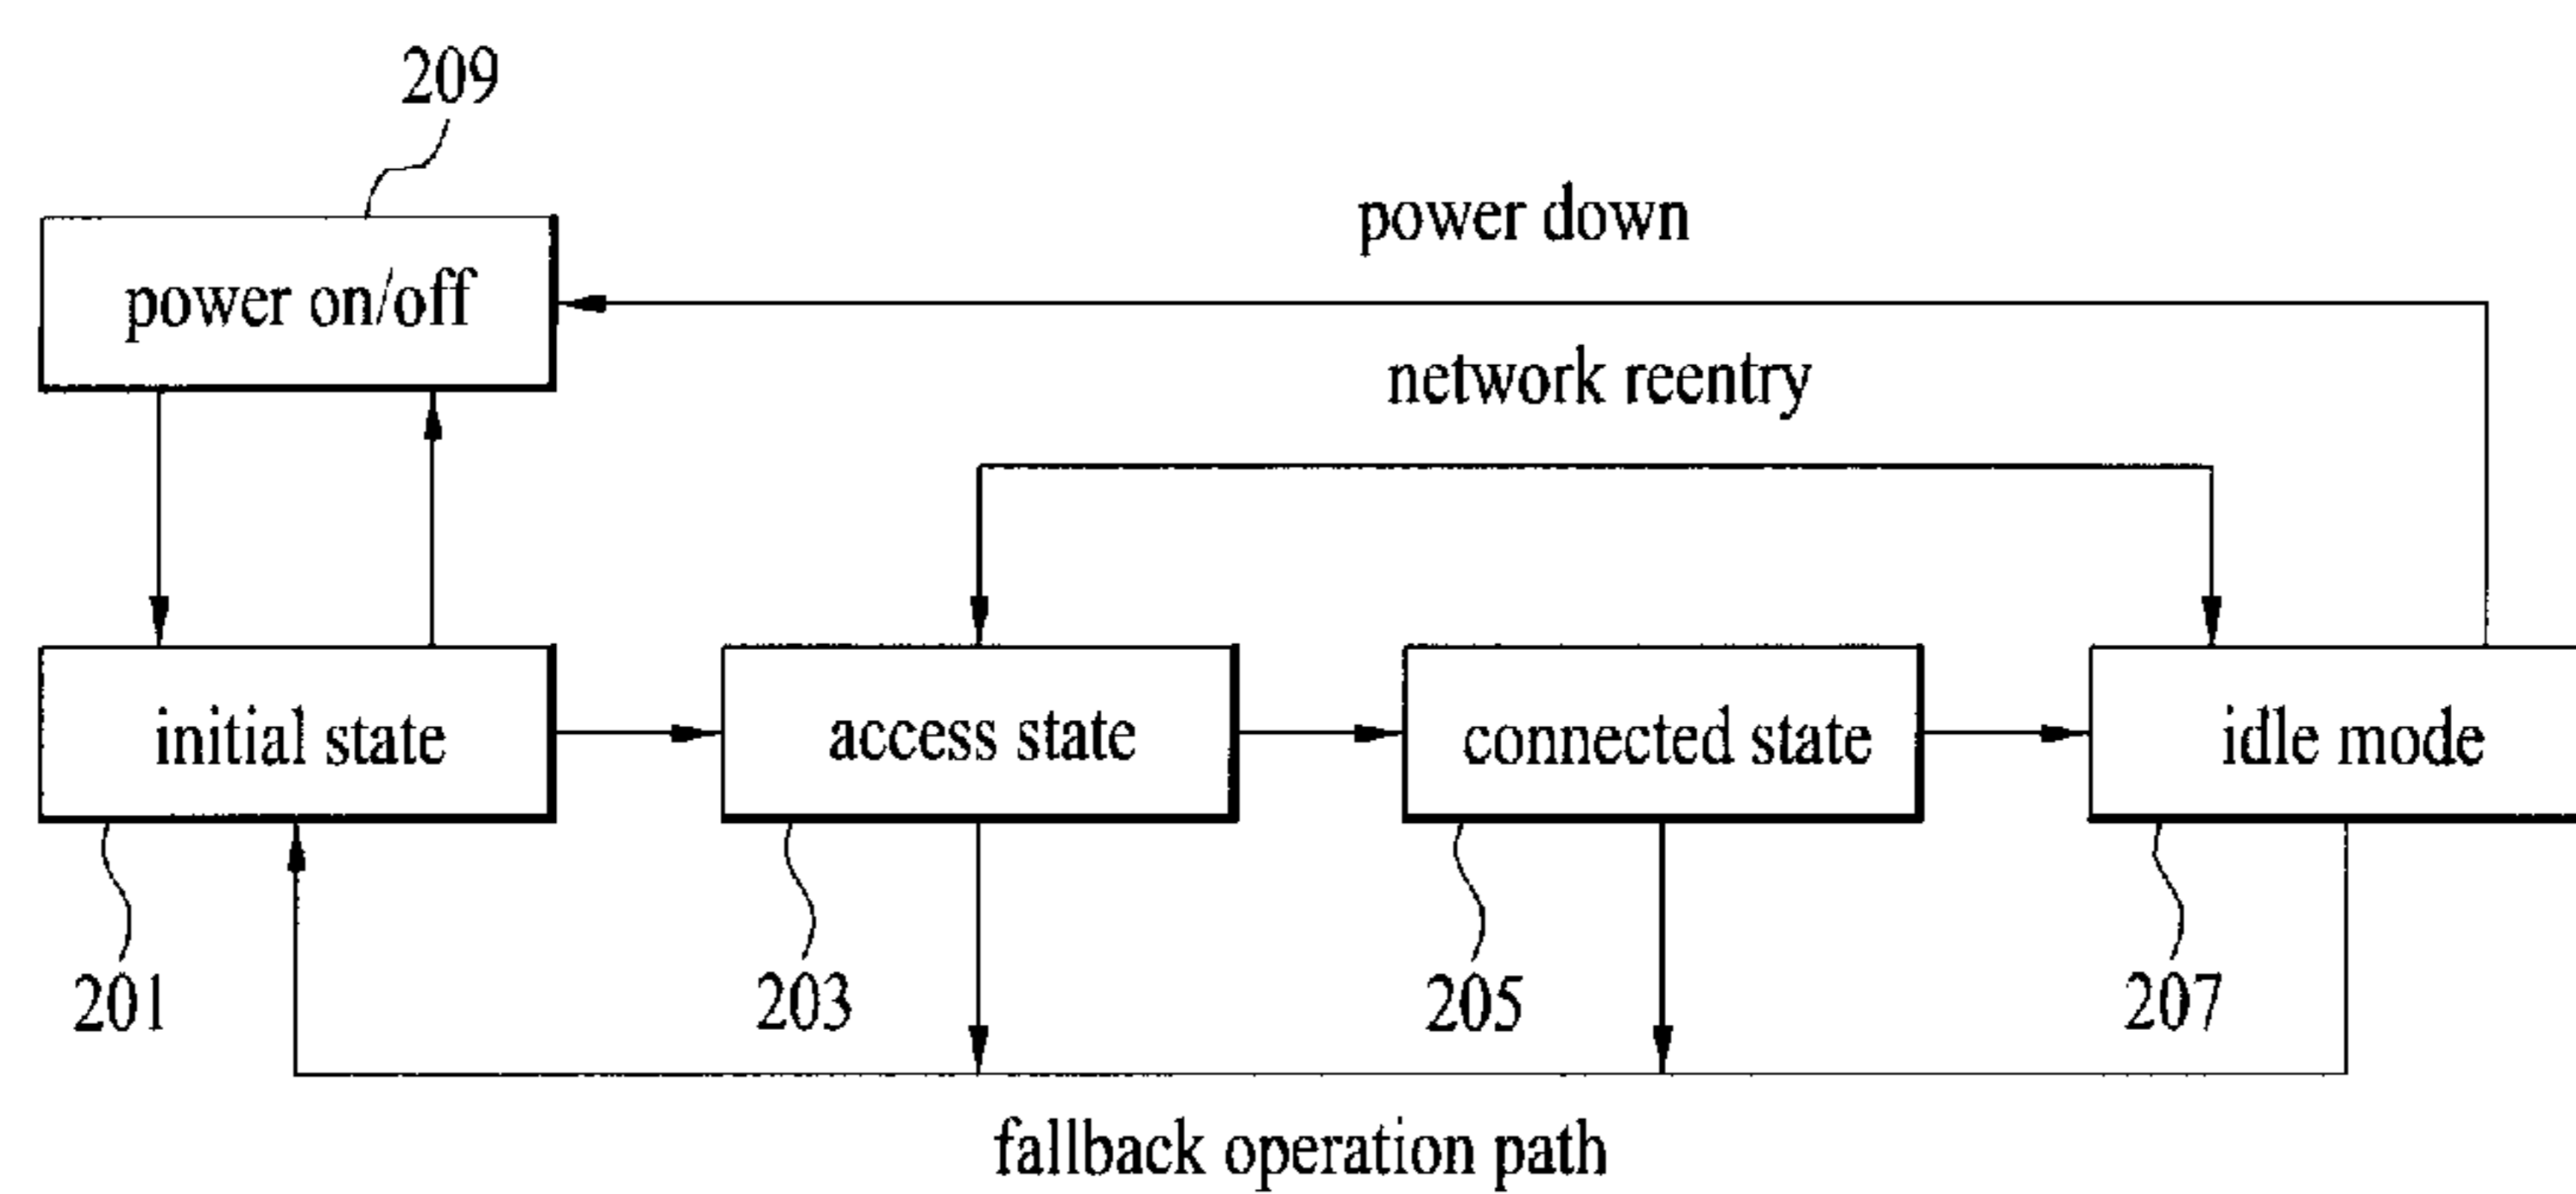 209
power down
power on/off
network reentry
initial state
access state
connected state
idle mode
201
203
205
207
fallback operation path